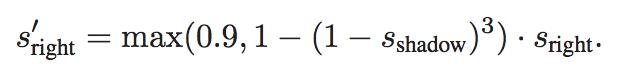 s′_right = max(0.9, 1 − (1 − s_shadow)^3) · s_right.